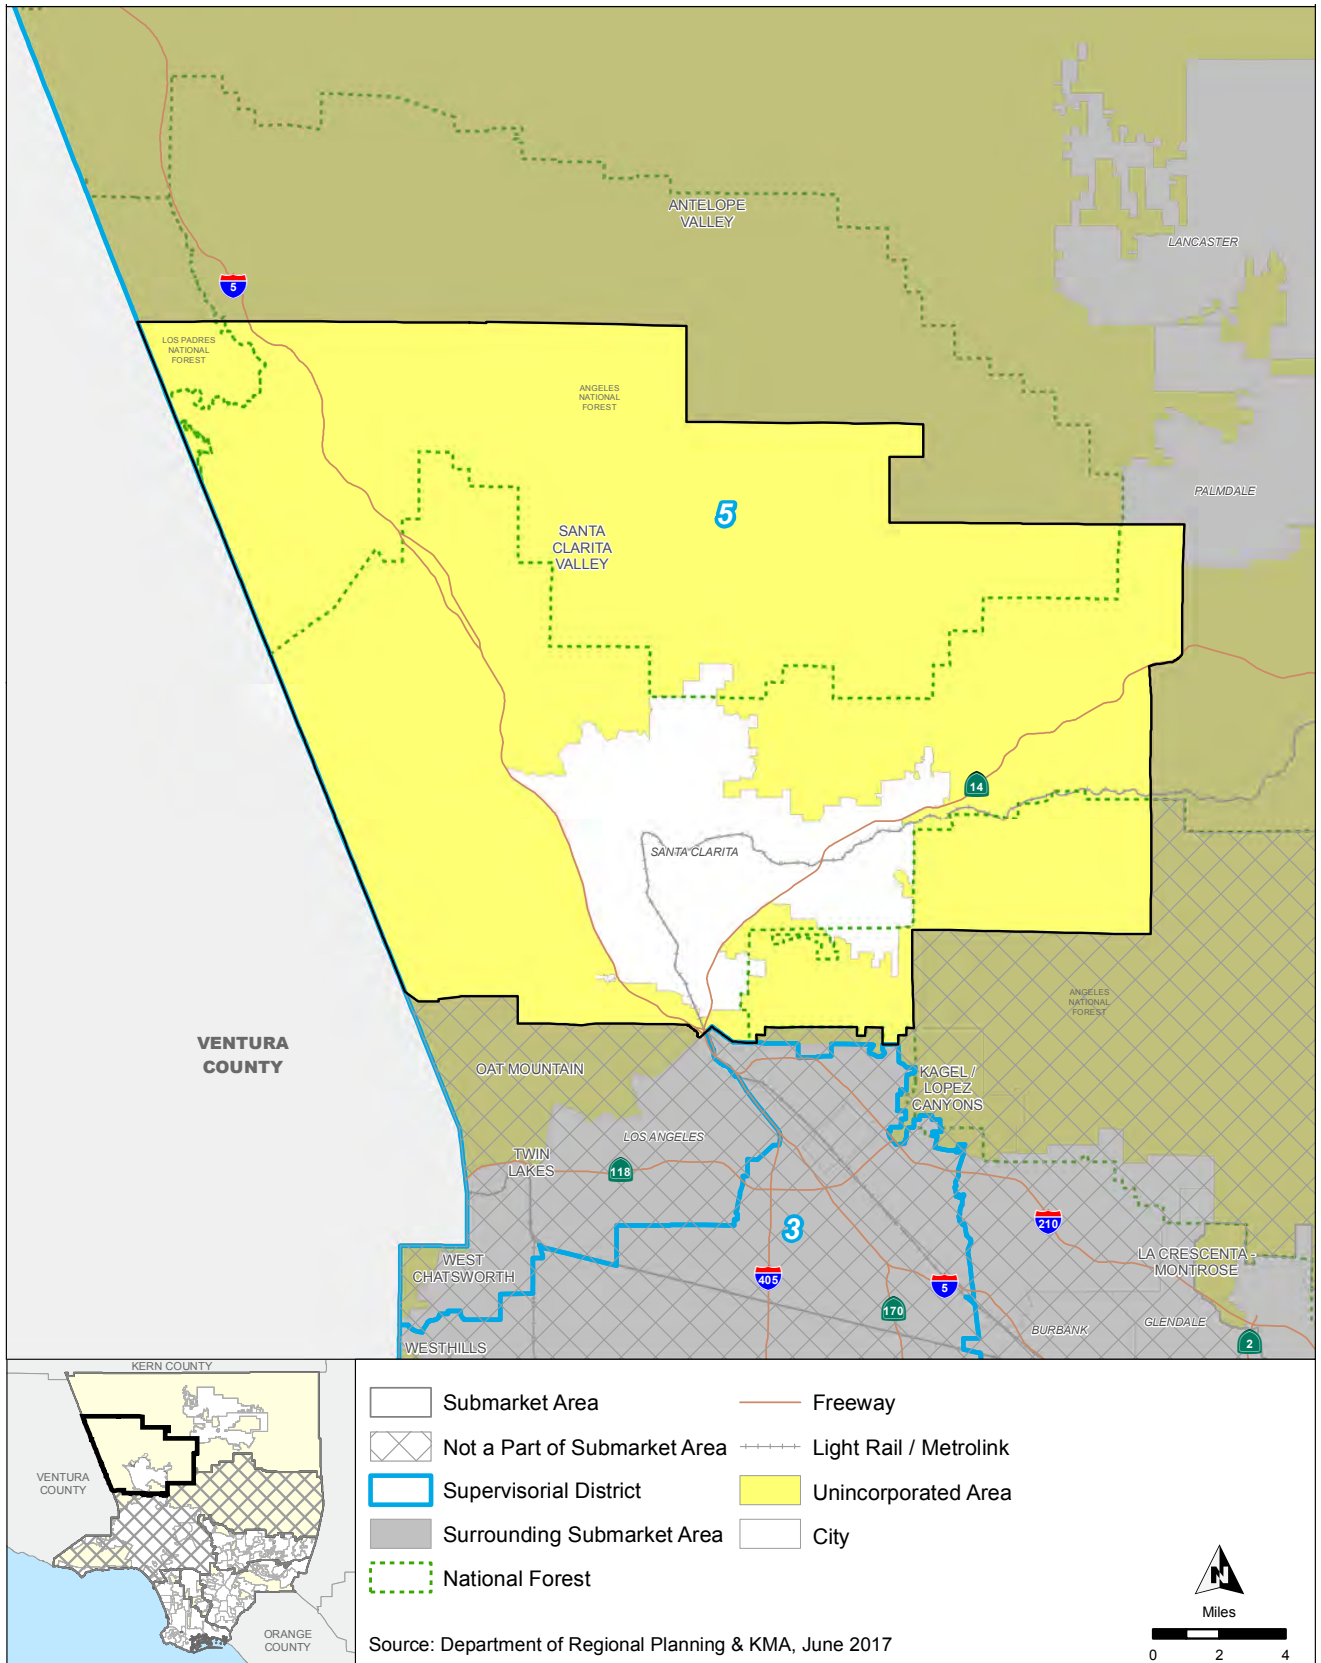 ANTELOPE
VALLEY
LANCASTER
5
LOS PADRES
NATIONAL
FOREST
ANGELES
NATIONAL
FOREST
PALMDALE
5
SANTA
CLARITA
VALLEY
14
SANTA CLARITA
ANGELES
NATIONAL
FOREST
VENTURA
COUNTY
OAT MOUNTAIN
KAGEL /
LOPEZ
CANYONS
LOS ANGELES
TWIN
LAKES
118
3
210
WEST
CHATSWORTH
LA CRESCENTA -
MONTROSE
405
5
170
GLENDALE
BURBANK
2
WESTHILLS
KERN COUNTY
VENTURA
COUNTY
ORANGE
COUNTY
Submarket Area
Not a Part of Submarket Area
Supervisorial District
Surrounding Submarket Area
National Forest
Freeway
Light Rail / Metrolink
Unincorporated Area
City
Source: Department of Regional Planning & KMA, June 2017
N
Miles
0 2 4